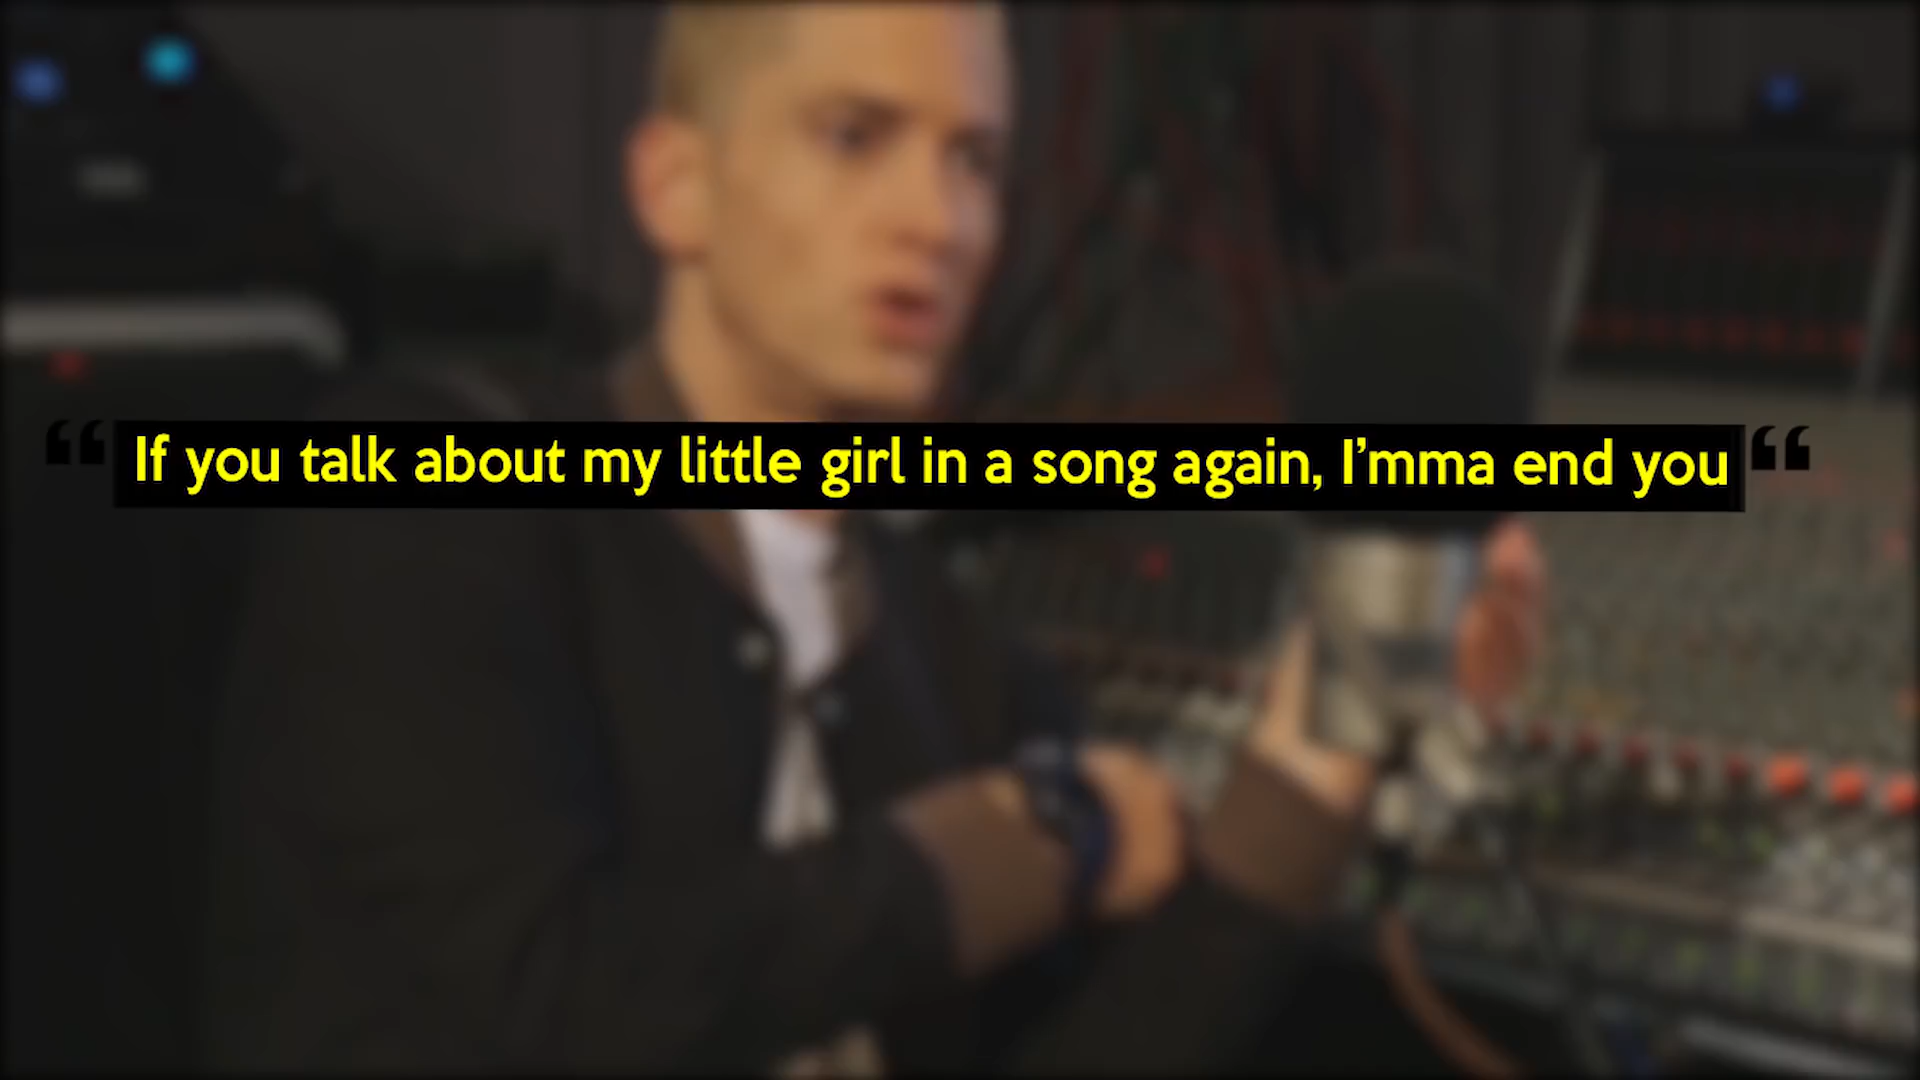 “ If you talk about my little girl in a song again, I’mma end you “